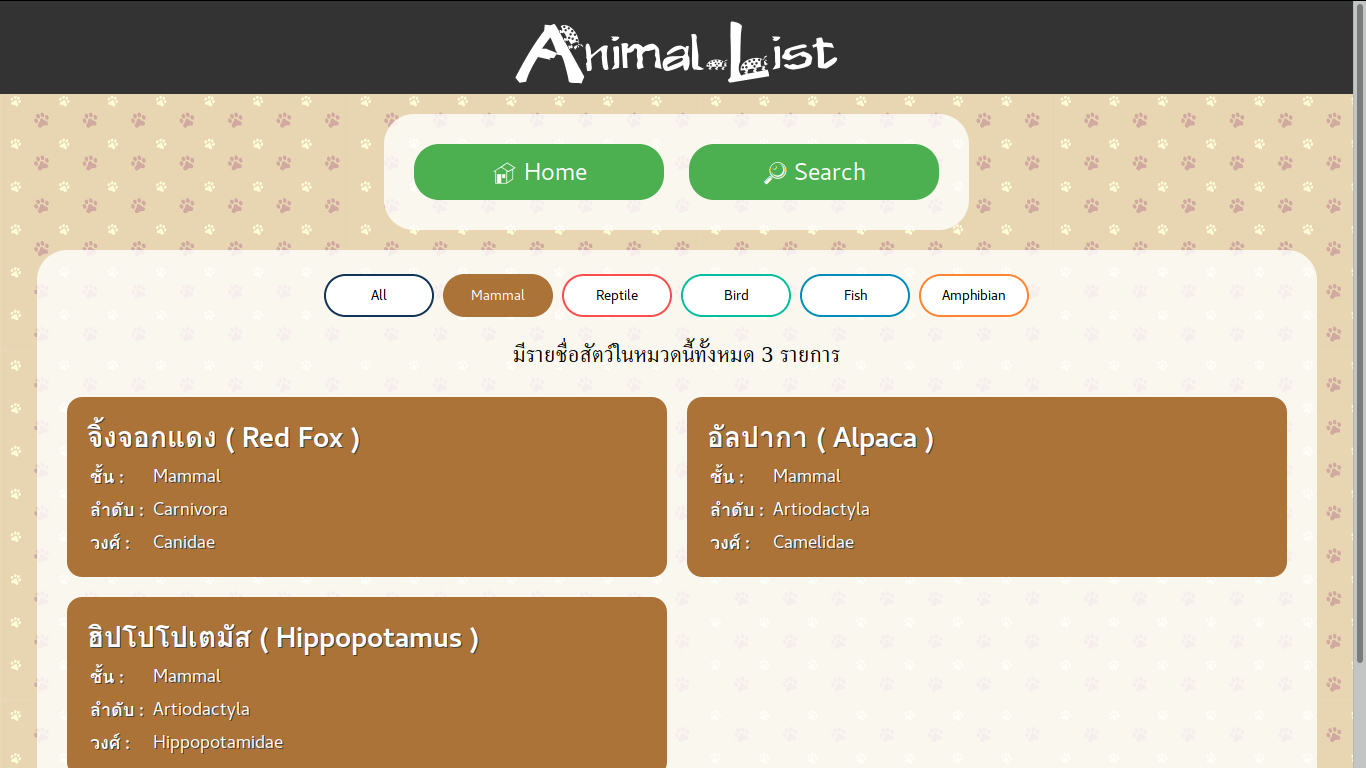 Animal List
Home
Search
All
Mammal
Reptile
Bird
Fish
Amphibian
มีรายชื่อสัตว์ในหมวดนี้ทั้งหมด 3 รายการ
จิ้งจอกแดง ( Red Fox )
ชั้น : Mammal
ลำดับ : Carnivora
วงศ์ : Canidae
อัลปากา ( Alpaca )
ชั้น : Mammal
ลำดับ : Artiodactyla
วงศ์ : Camelidae
ฮิปโปโปเตมัส ( Hippopotamus )
ชั้น : Mammal
ลำดับ : Artiodactyla
วงศ์ : Hippopotamidae